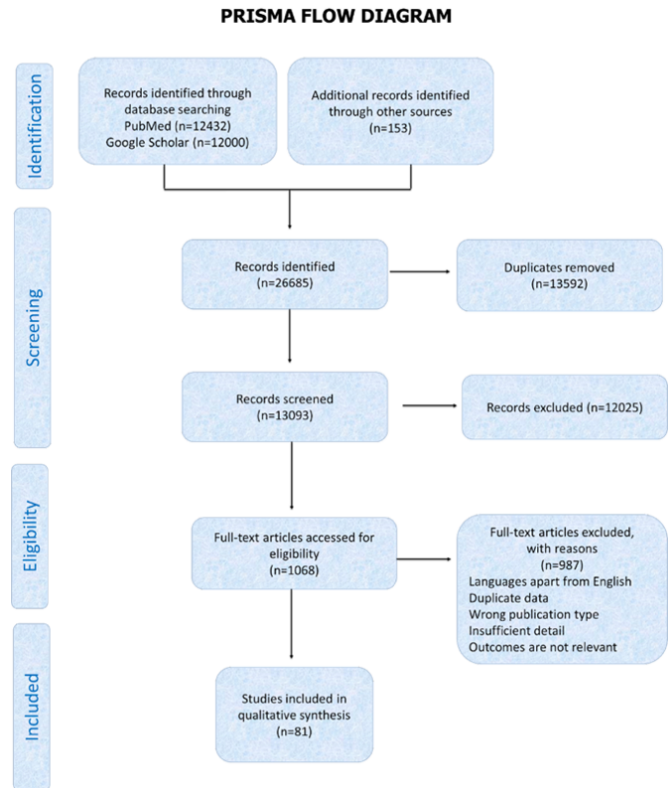 PRISMA FLOW DIAGRAM
Identification
Records identified through
database searching
PubMed (n=12432)
Google Scholar (n=12000)
Additional records identified
through other sources
(n=153)
Screening
Records identified
(n=26685)
Duplicates removed
(n=13592)
Records screened
(n=13093)
Records excluded (n=12025)
Eligibility
Full-text articles accessed for
eligibility
(n=1068)
Full-text articles excluded,
with reasons
(n=987)
Languages apart from English
Duplicate data
Wrong publication type
Insufficient detail
Outcomes are not relevant
Included
Studies included in
qualitative synthesis
(n=81)